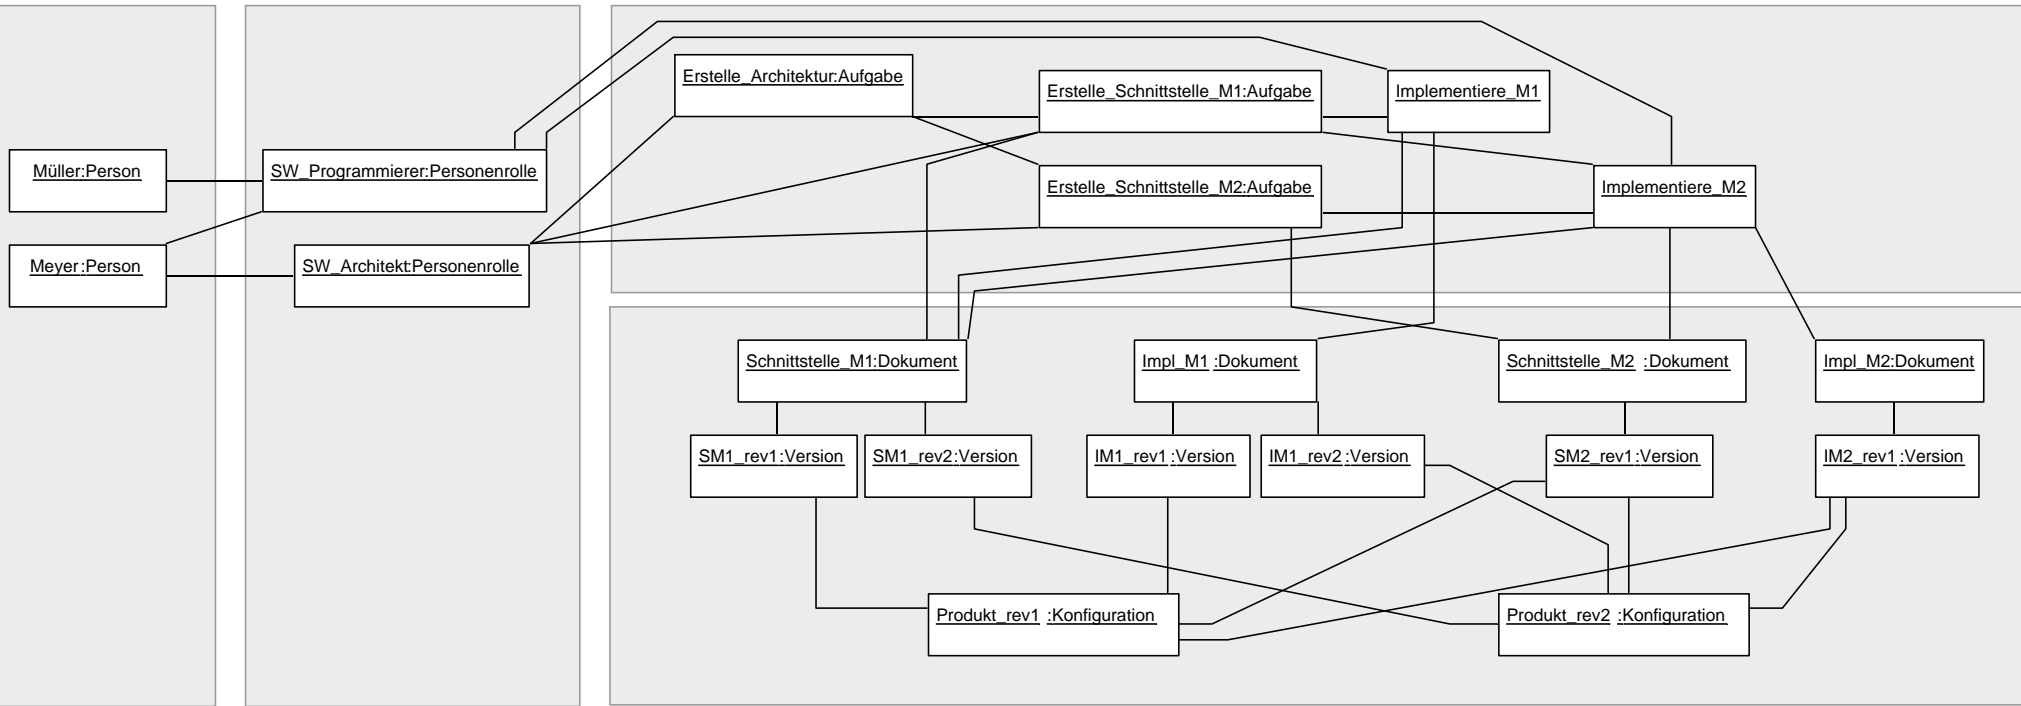 Erstelle_Architektur:Aufgabe
Erstelle_Schnittstelle_M1:Aufgabe
Implementiere_M1
Müller:Person
SW_Programmierer:Personenrolle
Erstelle_Schnittstelle_M2:Aufgabe
Implementiere_M2
Meyer:Person
SW_Architekt:Personenrolle
Schnittstelle_M1:Dokument
Impl_M1 :Dokument
Schnittstelle_M2 :Dokument
Impl_M2:Dokument
SM1_rev1:Version
SM1_rev2:Version
IM1_rev1:Version
IM1_rev2:Version
SM2_rev1:Version
IM2_rev1:Version
Produkt_rev1 :Konfiguration
Produkt_rev2 :Konfiguration